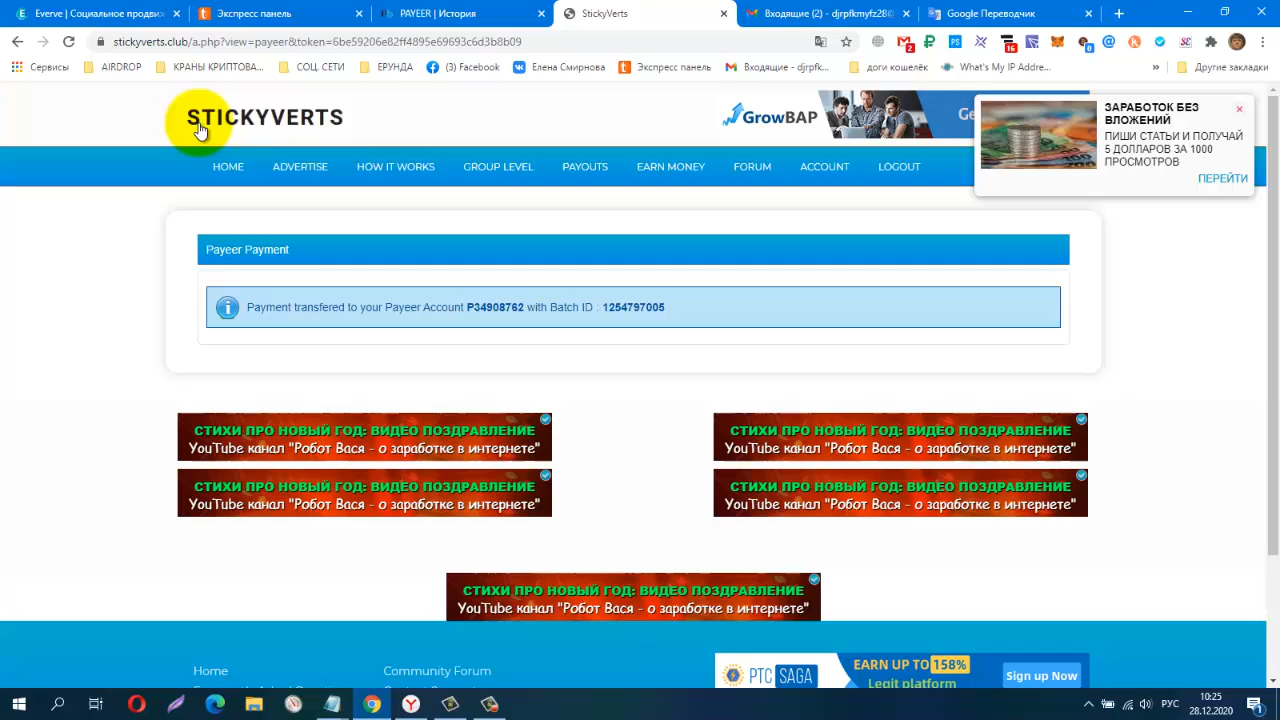 Everve | Социальное продвиж
Экспресс панель
PAYEER | История
StickyVerts
Входящие (2) - djrpfkmyfz28@
Google Переводчик
stickyverts.club/a.php?view=payeer&token=6be59206e82ff4895e69693c6d3b8b09
2
16
0
Сервисы
AIRDROP
КРАНЫ КРИПТОВА...
СОЦ. СЕТИ
ЕРУНДА
(3) Facebook
Елена Смирнова
Экспресс панель
Входящие - djrpfk...
доги кошелёк
What's My IP Addre...
»
Другие закладки
STICKYVERTS
GrowBAP
Ge
ЗАРАБОТОК БЕЗ
ВЛОЖЕНИЙ
ПИШИ СТАТЬИ И ПОЛУЧАЙ
5 ДОЛЛАРОВ ЗА 1000
ПРОСМОТРОВ
ПЕРЕЙТИ
HOME
ADVERTISE
HOW IT WORKS
GROUP LEVEL
PAYOUTS
EARN MONEY
FORUM
ACCOUNT
LOGOUT
Payeer Payment
Payment transfered to your Payeer Account P34908762 with Batch ID : 1254797005
СТИХИ ПРО НОВЫЙ ГОД: ВИДЕО ПОЗДРАВЛЕНИЕ
YouTube канал "Робот Вася - о заработке в интернете"
СТИХИ ПРО НОВЫЙ ГОД: ВИДЕО ПОЗДРАВЛЕНИЕ
YouTube канал "Робот Вася - о заработке в интернете"
СТИХИ ПРО НОВЫЙ ГОД: ВИДЕО ПОЗДРАВЛЕНИЕ
YouTube канал "Робот Вася - о заработке в интернете"
СТИХИ ПРО НОВЫЙ ГОД: ВИДЕО ПОЗДРАВЛЕНИЕ
YouTube канал "Робот Вася - о заработке в интернете"
СТИХИ ПРО НОВЫЙ ГОД: ВИДЕО ПОЗДРАВЛЕНИЕ
YouTube канал "Робот Вася - о заработке в интернете"
Home
Community Forum
PTC SAGA
EARN UP TO 158%
Legit platform
Sign up Now
РУС
10:25
28.12.2020
1